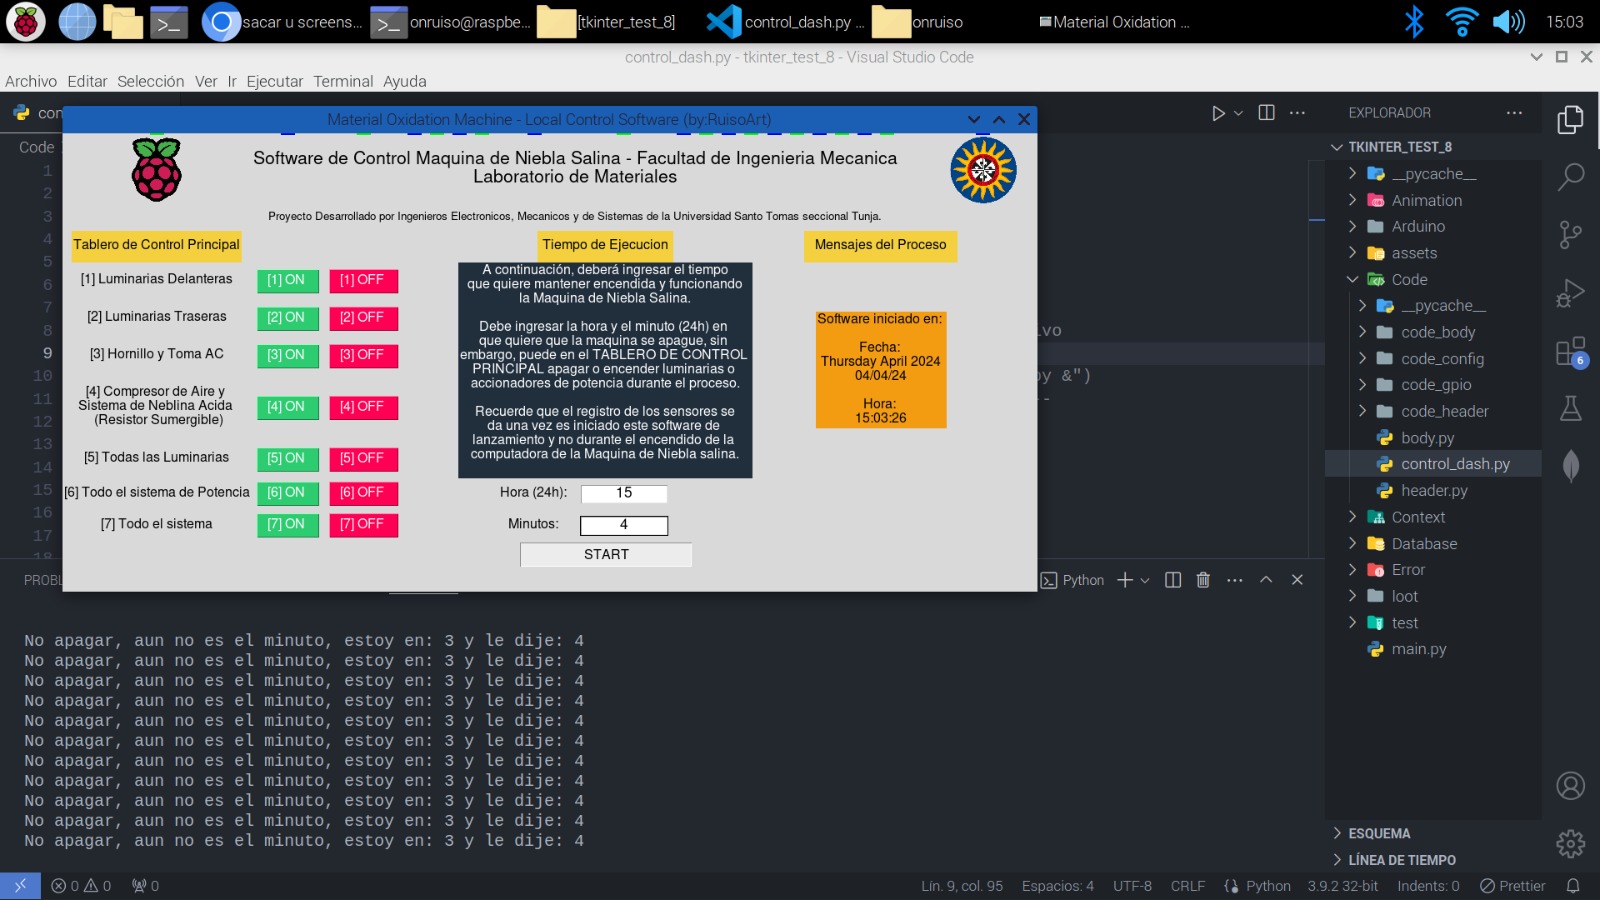 sacar u screens...
onruiso@raspbe...
[tkinter_test_8]
control_dash.py ...
onruiso
Material Oxidation ...
15:03
control_dash.py - tkinter_test_8 - Visual Studio Code
Archivo Editar Selección Ver Ir Ejecutar Terminal Ayuda
con
EXPLORADOR
Code
Material Oxidation Machine - Local Control Software (by:RuisoArt)
Software de Control Maquina de Niebla Salina - Facultad de Ingenieria Mecanica
Laboratorio de Materiales
Proyecto Desarrollado por Ingenieros Electronicos, Mecanicos y de Sistemas de la Universidad Santo Tomas seccional Tunja.
Tablero de Control Principal
[1] Luminarias Delanteras [1] ON [1] OFF
[2] Luminarias Traseras [2] ON [2] OFF
[3] Hornillo y Toma AC [3] ON [3] OFF
[4] Compresor de Aire y
Sistema de Neblina Acida
(Resistor Sumergible)
[4] ON [4] OFF
[5] Todas las Luminarias [5] ON [5] OFF
[6] Todo el sistema de Potencia [6] ON [6] OFF
[7] Todo el sistema [7] ON [7] OFF
Tiempo de Ejecucion
A continuación, deberá ingresar el tiempo
que quiere mantener encendida y funcionando
la Maquina de Niebla Salina.
Debe ingresar la hora y el minuto (24h) en
que quiere que la maquina se apague, sin
embargo, puede en el TABLERO DE CONTROL
PRINCIPAL apagar o encender luminarias o
accionadores de potencia durante el proceso.
Recuerde que el registro de los sensores se
da una vez es iniciado este software de
lanzamiento y no durante el encendido de la
computadora de la Maquina de Niebla salina.
Hora (24h): 15
Minutos: 4
START
Mensajes del Proceso
Software iniciado en:
Fecha:
Thursday April 2024
04/04/24
Hora:
15:03:26
1
2
3
4
5
6
7
8
9
10
11
12
13
14
15
16
17
18
vo
py &")
--
TKINTER_TEST_8
__pycache__
Animation
Arduino
assets
Code
__pycache__
code_body
code_config
code_gpio
code_header
body.py
control_dash.py
header.py
Context
Database
Error
loot
test
main.py
ESQUEMA
LÍNEA DE TIEMPO
6
PROBL
Python
No apagar, aun no es el minuto, estoy en: 3 y le dije: 4
No apagar, aun no es el minuto, estoy en: 3 y le dije: 4
No apagar, aun no es el minuto, estoy en: 3 y le dije: 4
No apagar, aun no es el minuto, estoy en: 3 y le dije: 4
No apagar, aun no es el minuto, estoy en: 3 y le dije: 4
No apagar, aun no es el minuto, estoy en: 3 y le dije: 4
No apagar, aun no es el minuto, estoy en: 3 y le dije: 4
No apagar, aun no es el minuto, estoy en: 3 y le dije: 4
No apagar, aun no es el minuto, estoy en: 3 y le dije: 4
No apagar, aun no es el minuto, estoy en: 3 y le dije: 4
No apagar, aun no es el minuto, estoy en: 3 y le dije: 4
0 0 0
Lín. 9, col. 95 Espacios: 4 UTF-8 CRLF Python 3.9.2 32-bit Indents: 0 Prettier